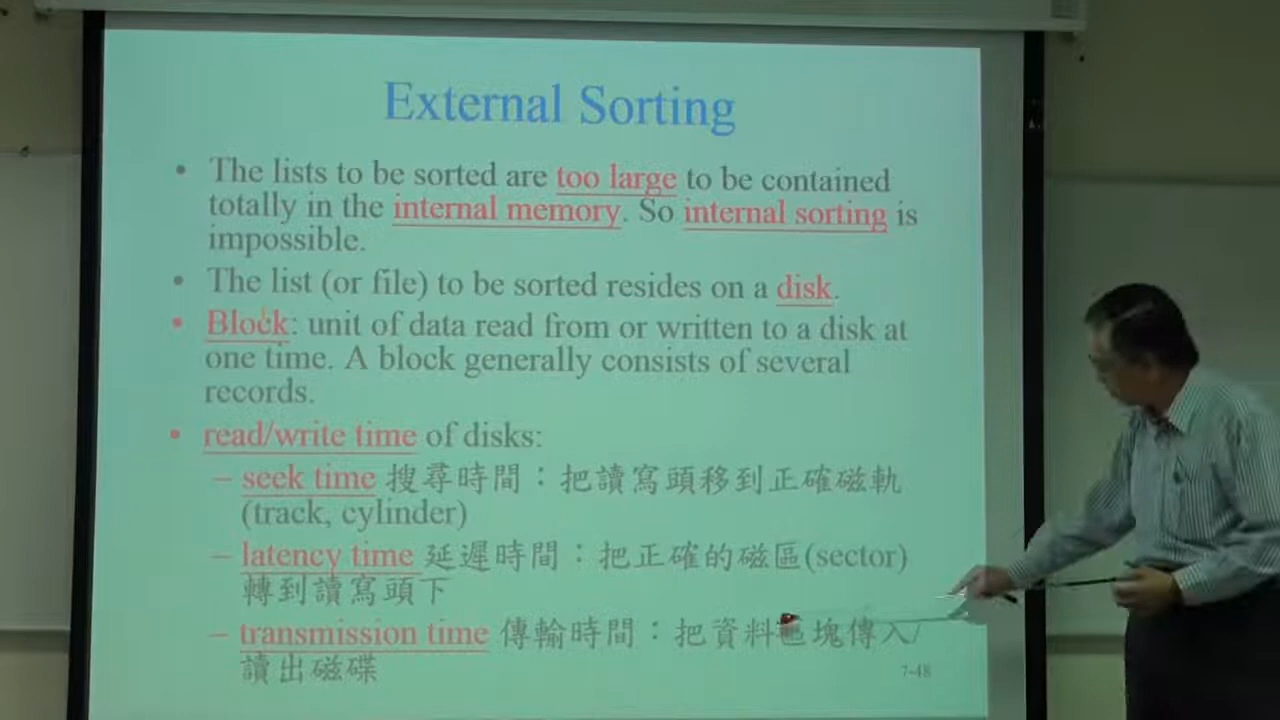 External Sorting
• The lists to be sorted are too large to be contained
totally in the internal memory. So internal sorting is
impossible.
• The list (or file) to be sorted resides on a disk.
• Block: unit of data read from or written to a disk at
one time. A block generally consists of several
records.
• read/write time of disks:
– seek time 搜尋時間：把讀寫頭移到正確磁軌
(track, cylinder)
– latency time 延遲時間：把正確的磁區(sector)
轉到讀寫頭下
– transmission time 傳輸時間：把資料區塊傳入/
讀出磁碟
7-48